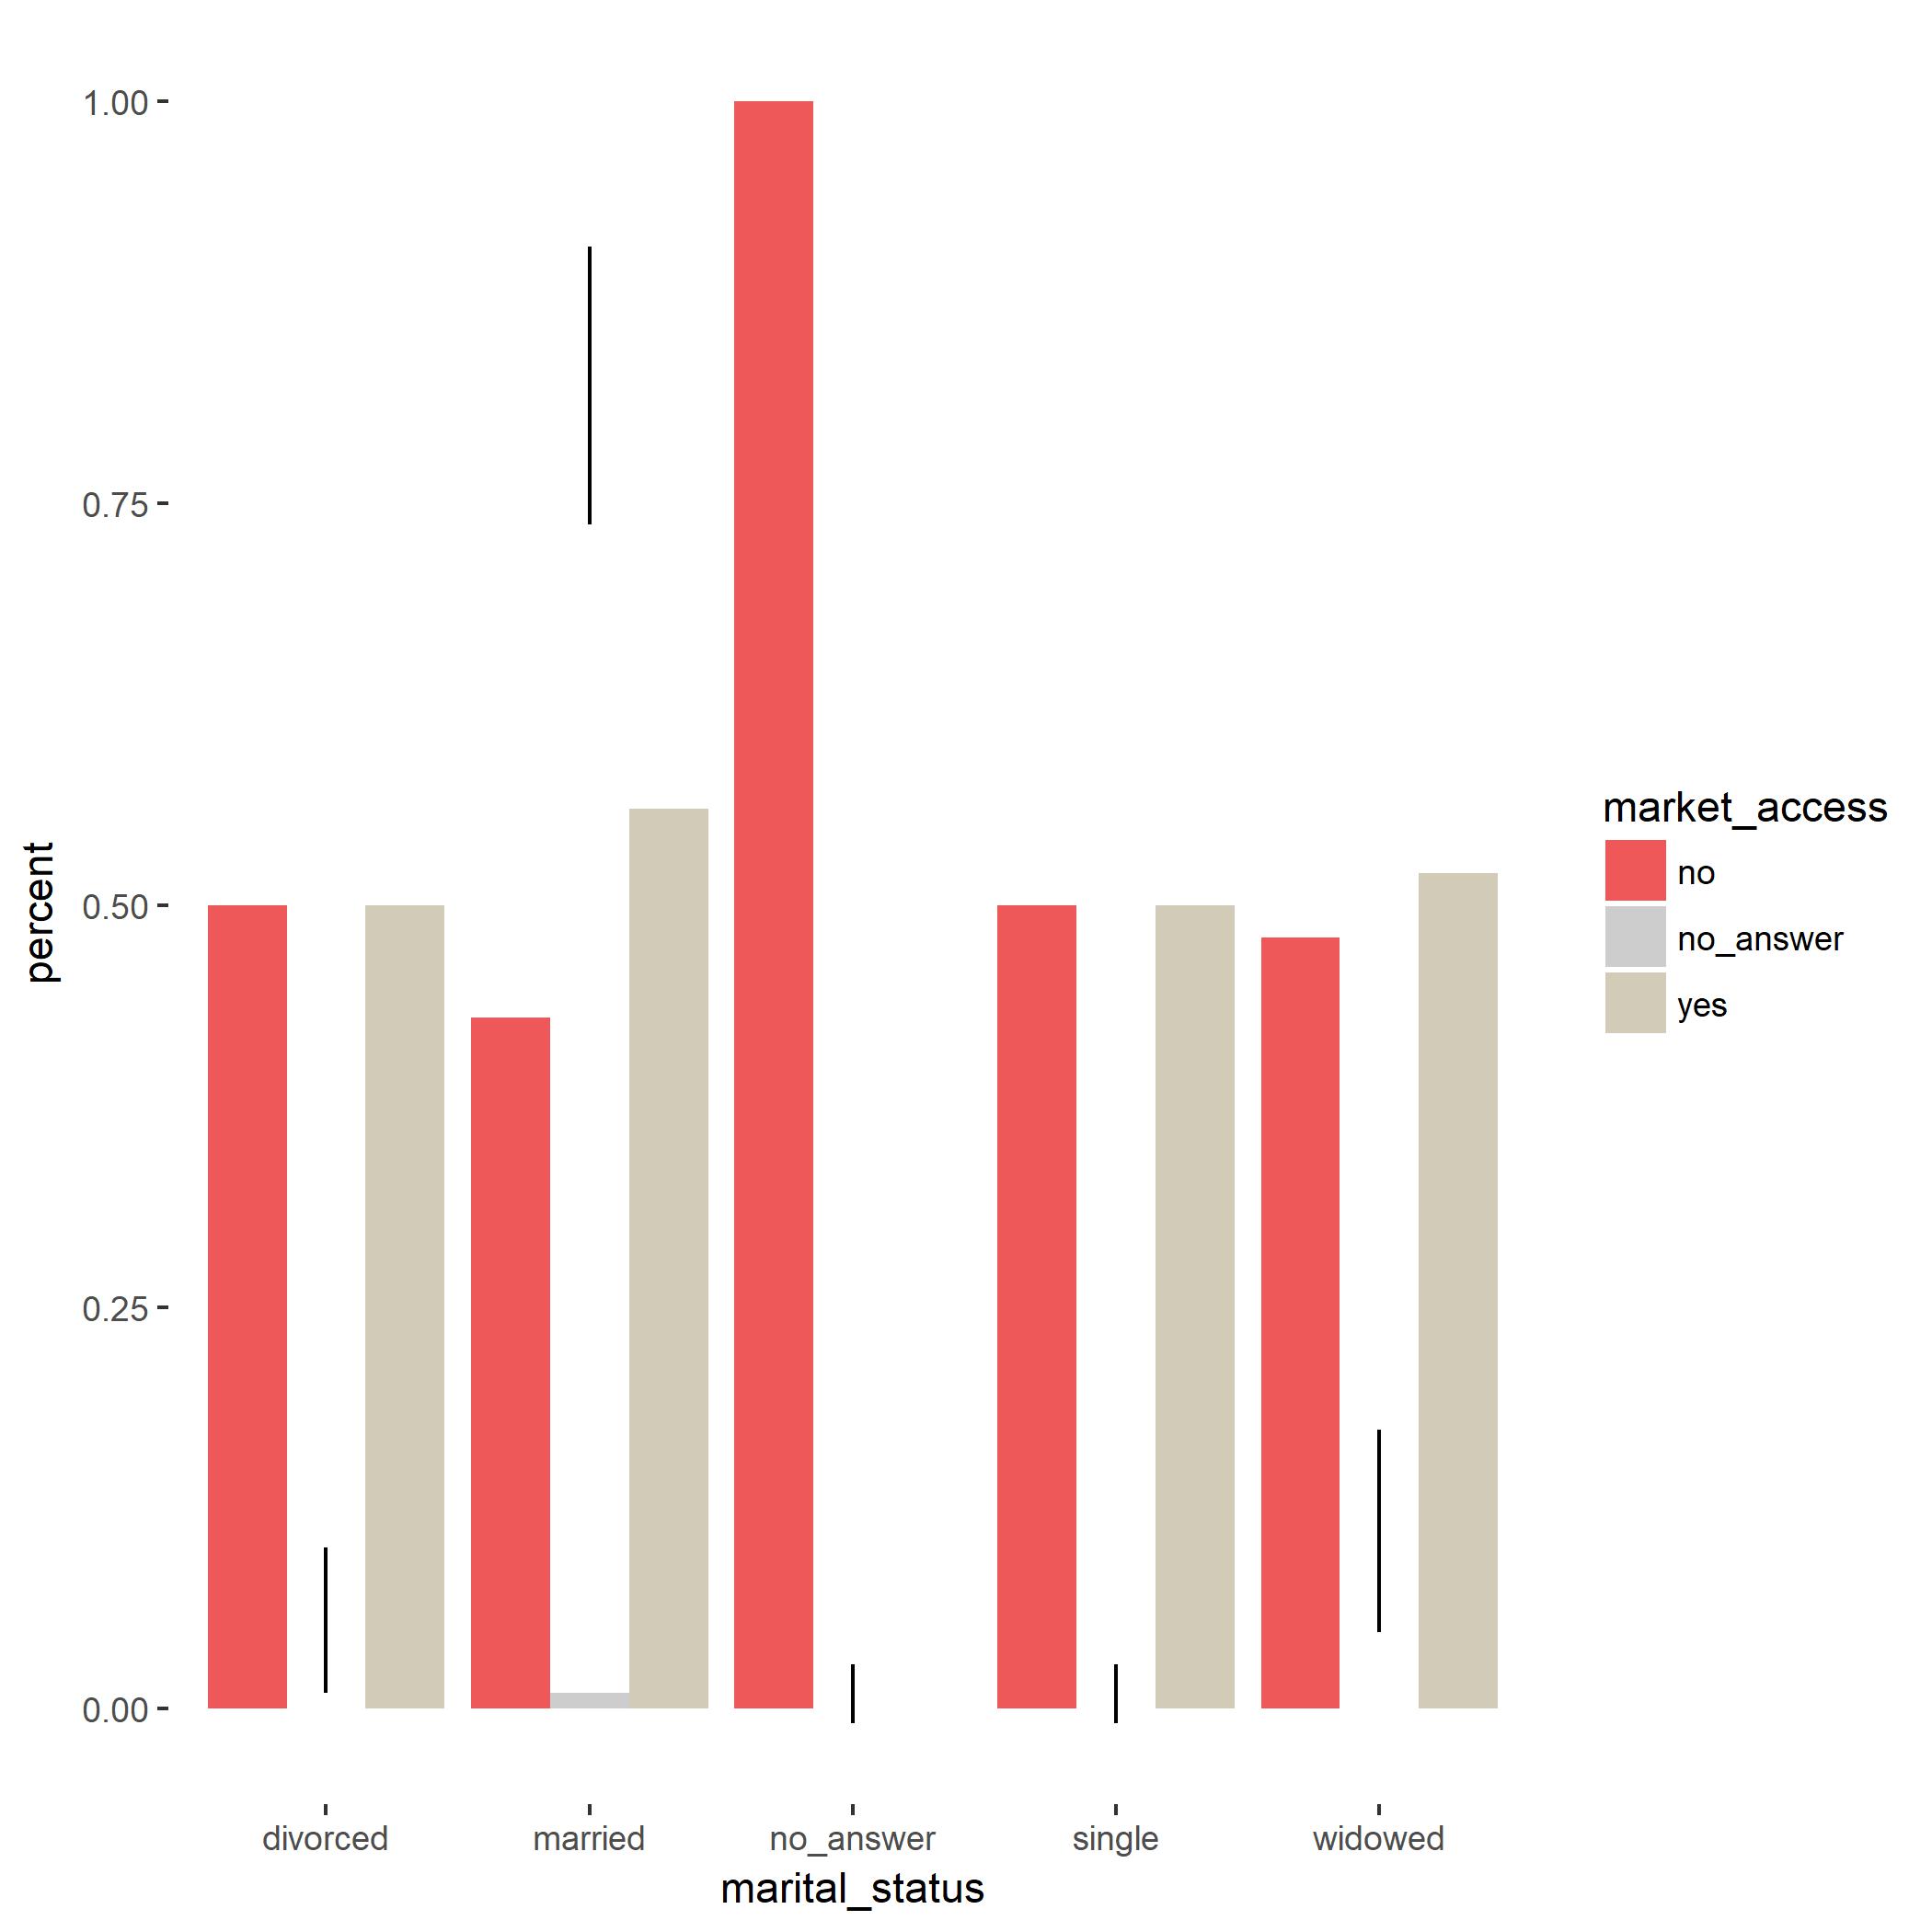 1.00
0.75
0.50
0.25
0.00
percent
divorced
married
no_answer
single
widowed
marital_status
market_access
no
no_answer
yes